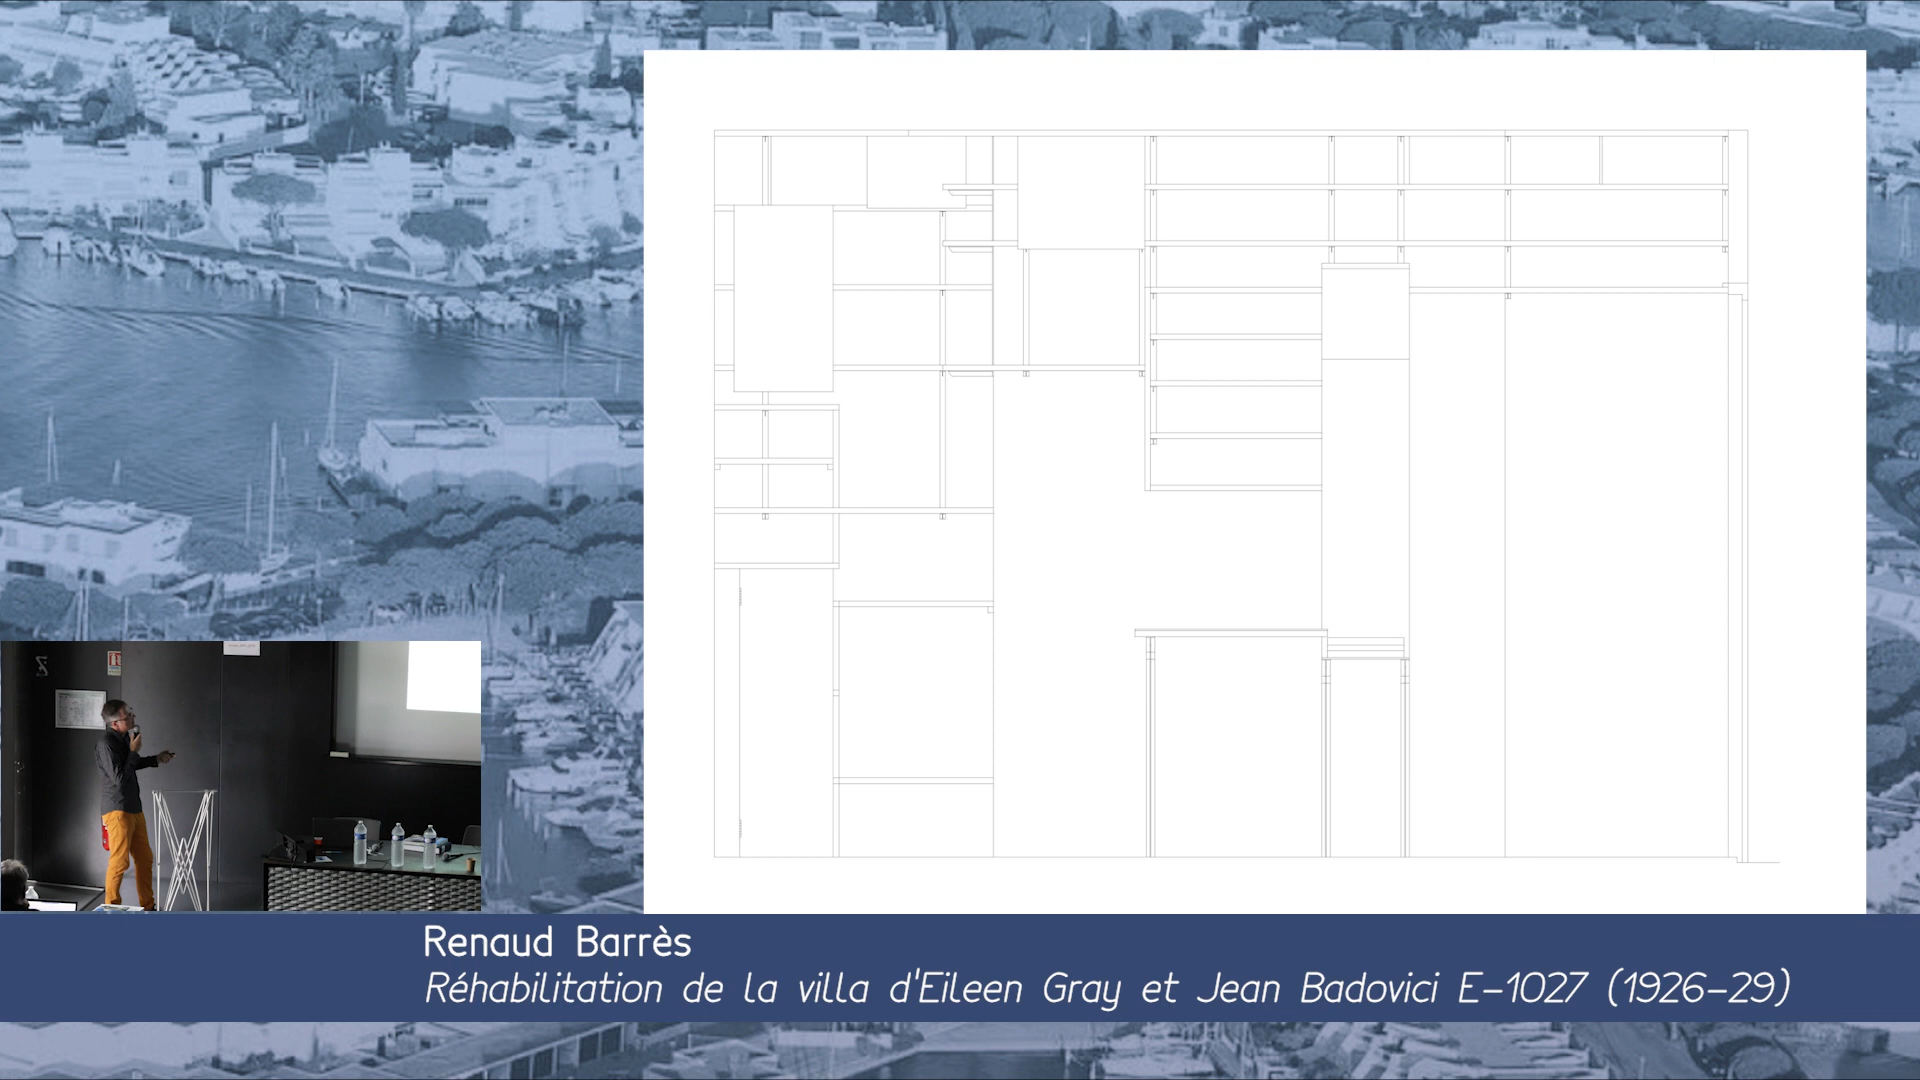 Renaud Barrès
Réhabilitation de la villa d'Eileen Gray et Jean Badovici E-1027 (1926-29)